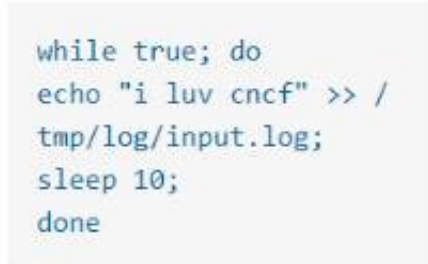 while true; do
echo "i luv cncf" >> /
tmp/log/input.log;
sleep 10;
done